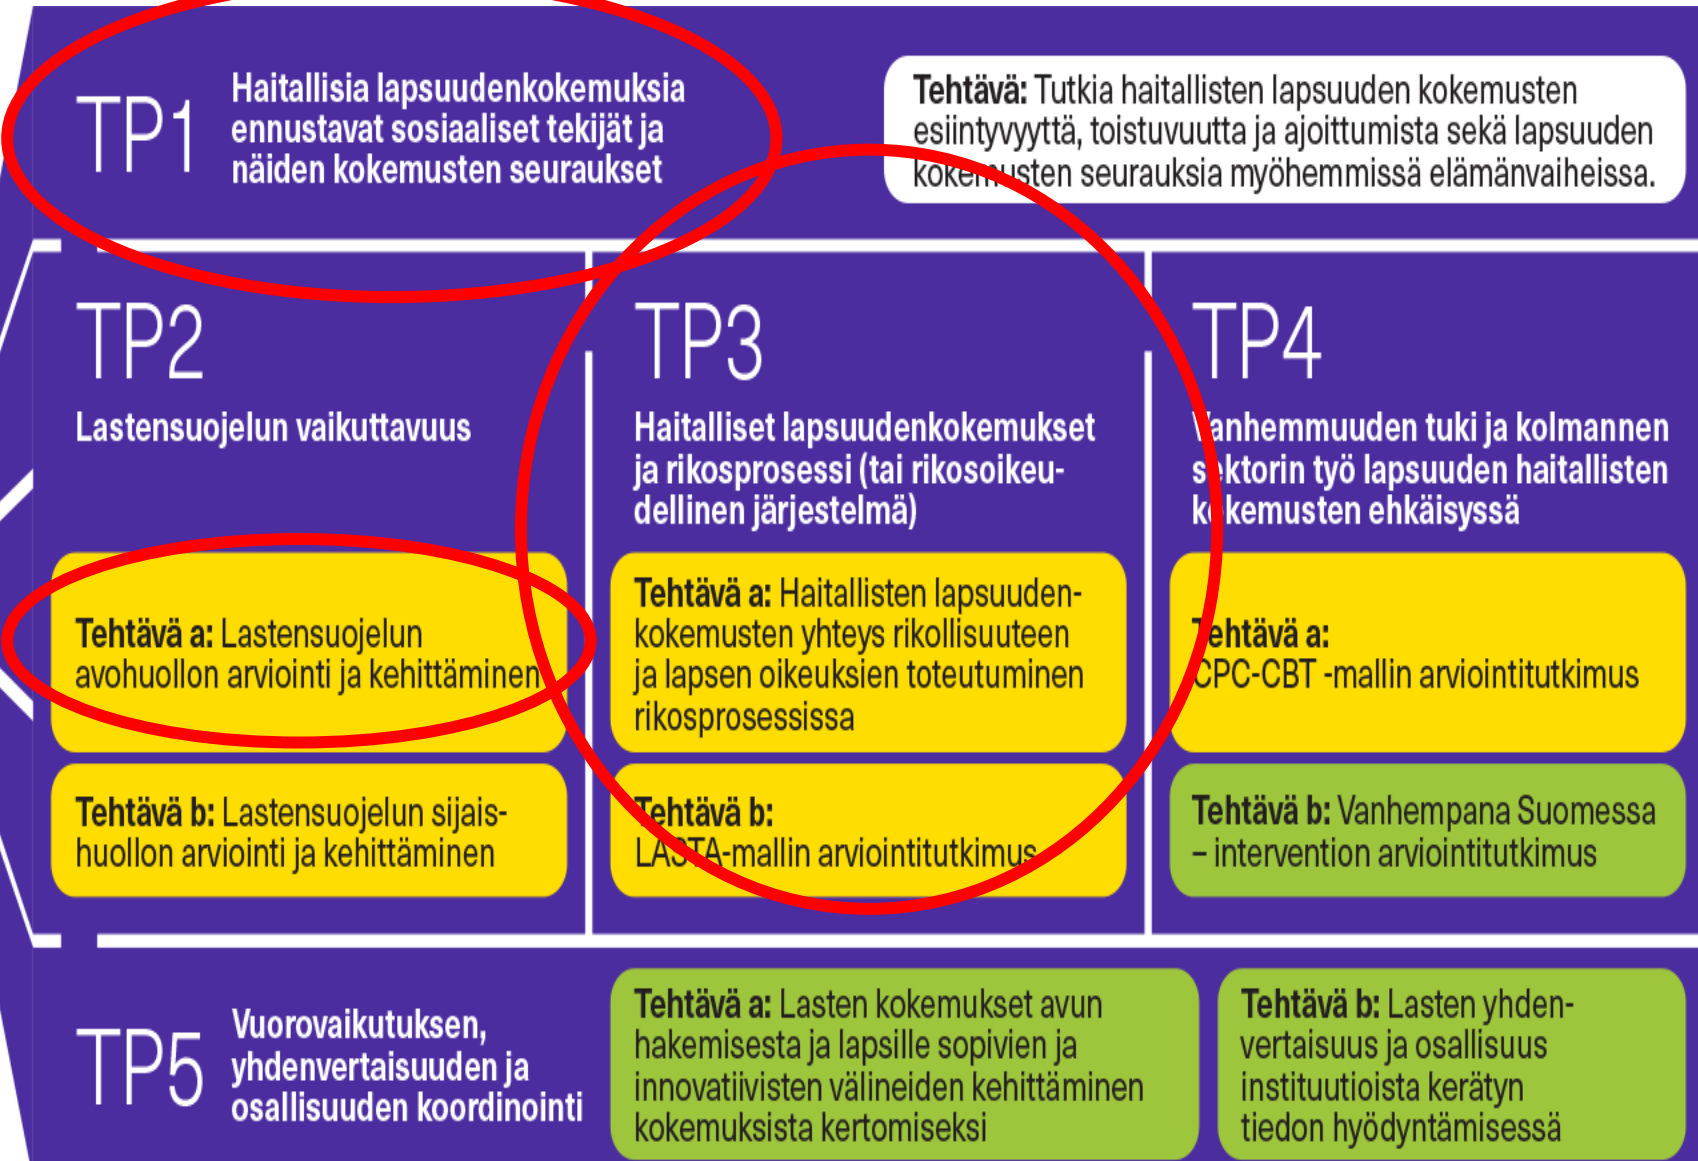 TP1
Haitallisia lapsuudenkokemuksia
ennustavat sosiaaliset tekijät ja
näiden kokemusten seuraukset
Tehtävä: Tutkia haitallisten lapsuuden kokemusten
esiintyvyyttä, toistuvuutta ja ajoittumista sekä lapsuuden
kokemusten seurauksia myöhemmissä elämänvaiheissa.
TP2
Lastensuojelun vaikuttavuus
Tehtävä a: Lastensuojelun
avohuollon arviointi ja kehittäminen
Tehtävä b: Lastensuojelun sijais-
huollon arviointi ja kehittäminen
TP3
Haitalliset lapsuudenkokemukset
ja rikosprosessi (tai rikosoikeu-
dellinen järjestelmä)
Tehtävä a: Haitallisten lapsuuden-
kokemusten yhteys rikollisuuteen
ja lapsen oikeuksien toteutuminen
rikosprosessissa
Tehtävä b:
LASTA-mallin arviointitutkimus
TP4
Vanhemmuuden tuki ja kolmannen
sektorin työ lapsuuden haitallisten
kokemusten ehkäisyssä
Tehtävä a:
CPC-CBT -mallin arviointitutkimus
Tehtävä b: Vanhempana Suomessa
– intervention arviointitutkimus
TP5
Vuorovaikutuksen,
yhdenvertaisuuden ja
osallisuuden koordinointi
Tehtävä a: Lasten kokemukset avun
hakemisesta ja lapsille sopivien ja
innovatiivisten välineiden kehittäminen
kokemuksista kertomiseksi
Tehtävä b: Lasten yhden-
vertaisuus ja osallisuus
instituutioista kerätyn
tiedon hyödyntämisessä